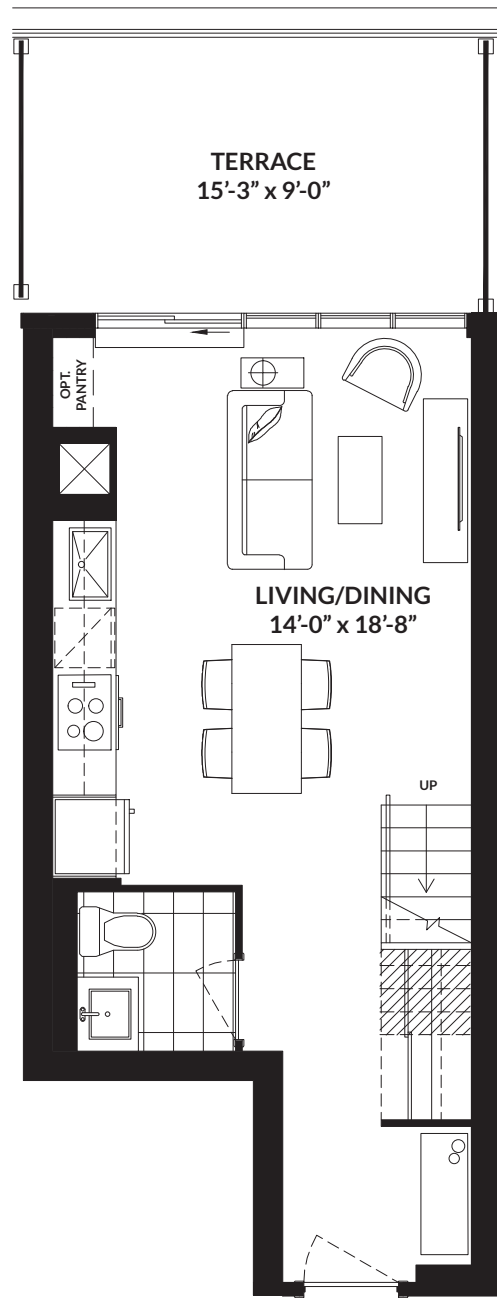 TERRACE
15’-3” x 9’-0”
OPT.
PANTRY
LIVING/DINING
14’-0” x 18’-8”
UP